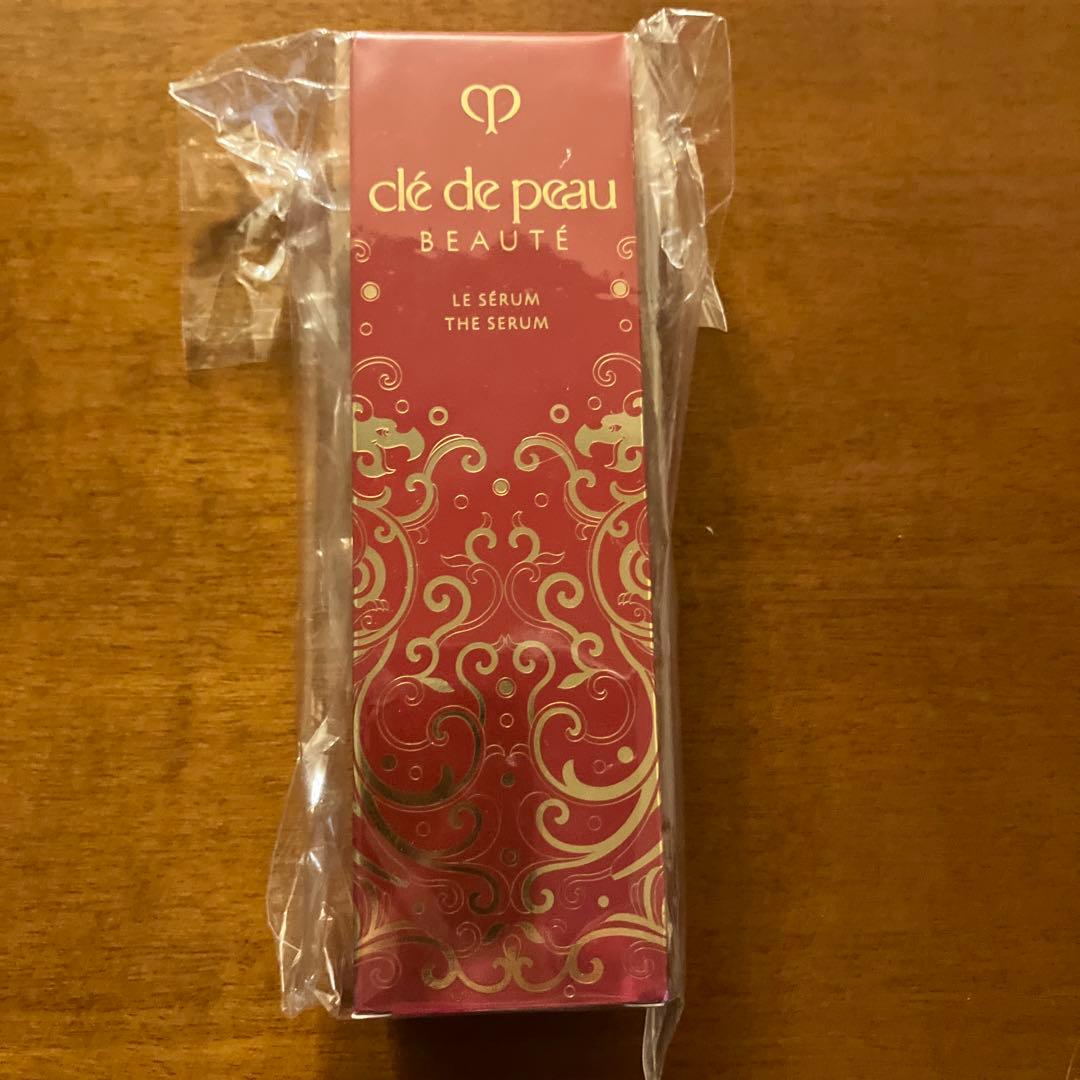 clé de peau
BEAUTÉ
LE SÉRUM
THE SERUM